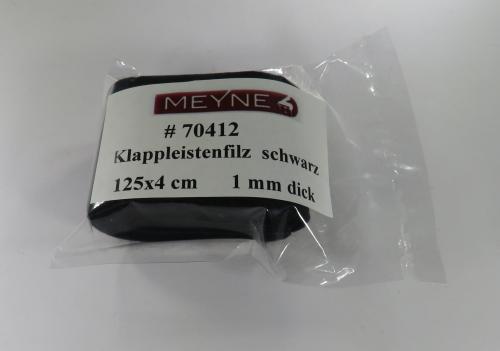 MEYNE
# 70412
Klappleistenfilz schwarz
125x4 cm 1 mm dick